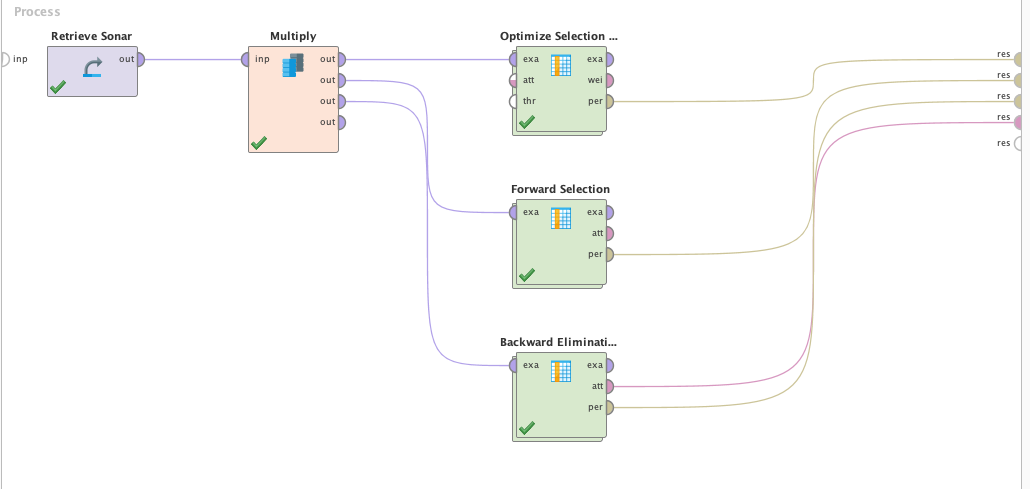 Process
Retrieve Sonar
Multiply
Optimize Selection ...
inp
out
inp
out
out
out
out
exa
att
thr
exa
wei
per
res
res
res
res
res
Forward Selection
exa
exa
att
per
Backward Eliminati...
exa
exa
att
per